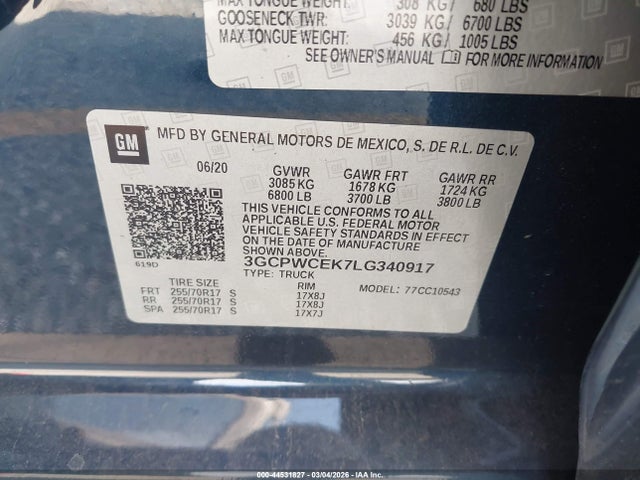 MAX TONGUE WEIGHT: 308 KG/ 680 LBS
GOOSENECK TWR: 3039 KG/ 6700 LBS
MAX TONGUE WEIGHT: 456 KG/ 1005 LBS
SEE OWNER'S MANUAL FOR MORE INFORMATION
GM
MFD BY GENERAL MOTORS DE MEXICO, S. DE R.L. DE C.V.
06/20 GVWR GAWR FRT GAWR RR
3085 KG 1678 KG 1724 KG
6800 LB 3700 LB 3800 LB
THIS VEHICLE CONFORMS TO ALL
APPLICABLE U.S. FEDERAL MOTOR
VEHICLE SAFETY STANDARDS IN
EFFECT ON THE DATE OF MANUFACTURE
SHOWN ABOVE.
3GCPWCEK7LG340917
619D
TYPE: TRUCK
TIRE SIZE RIM MODEL: 77CC10543
FRT 255/70R17 S 17X8J
RR 255/70R17 S 17X8J
SPA 255/70R17 S 17X7J
000-44531827 - 03/04/2026 - IAA Inc.